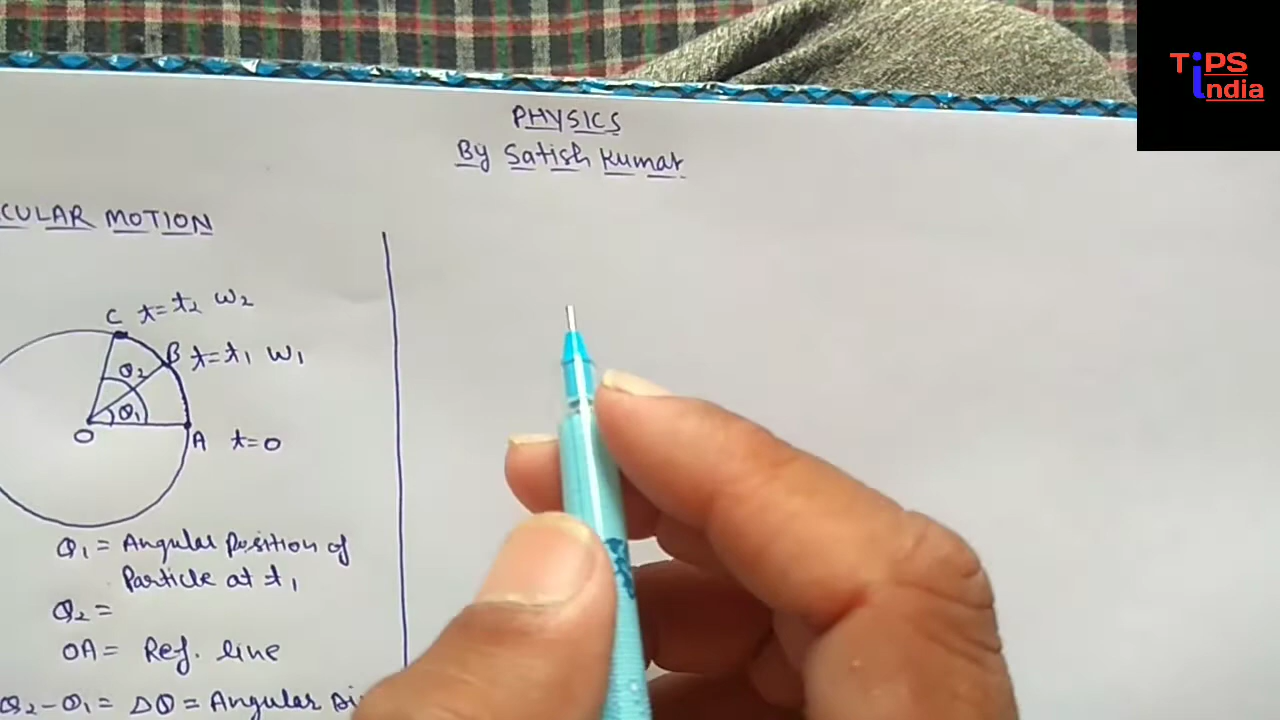 TiPS
india
PHYSICS
By Satish Kumar
CULAR MOTION
C t=t2 ω2
B t=t1 ω1
θ2
θ1
O
A t=0
θ1 = Angular Position of
Particle at t1
θ2 =
OA = Ref. line
θ2-θ1 = Δθ = Angular